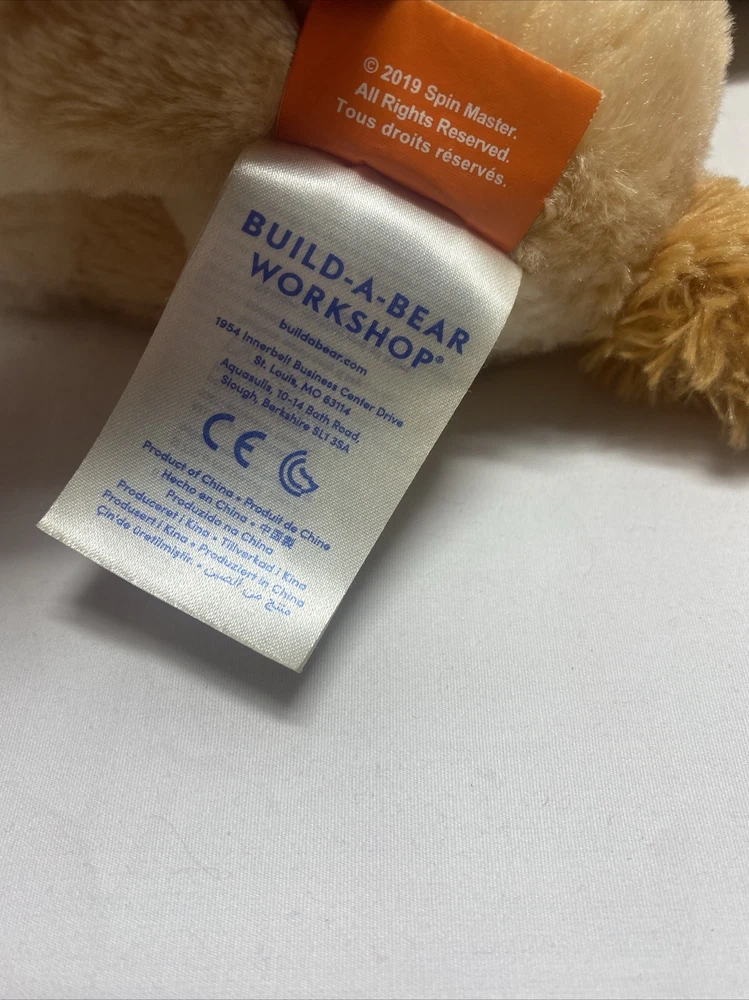 © 2019 Spin Master.
All Rights Reserved.
Tous droits réservés.
BUILD-A-BEAR
WORKSHOP®
buildabear.com
1954 Innerbelt Business Center Drive
St. Louis, MO 63114
Aquasulis, 10-14 Bath Road,
Slough, Berkshire SL1 3SA
CE
Product of China • Produit de Chine
Hecho en China • 中国製
Produzido na China
Produceret i Kina • Tillverkad i Kina
Produsert i Kina • Produziert in China
Çin'de üretilmiştir. • منتج من الصين